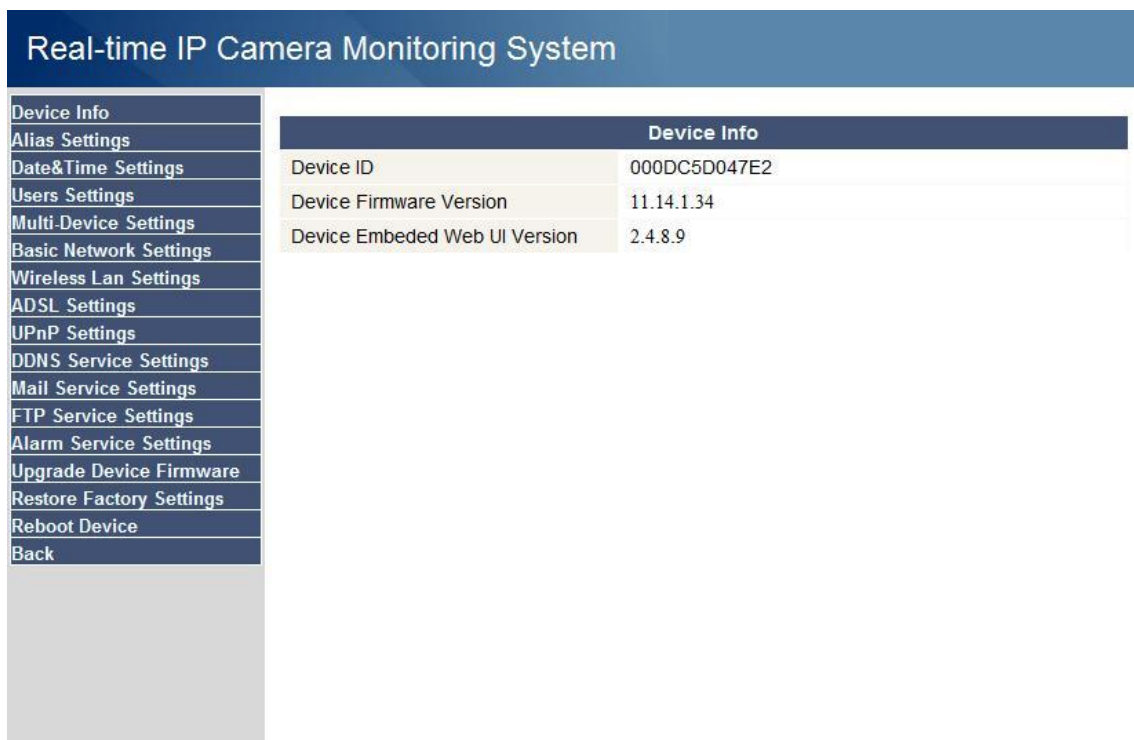 Real-time IP Camera Monitoring System
Device Info
Alias Settings
Date&Time Settings
Users Settings
Multi-Device Settings
Basic Network Settings
Wireless Lan Settings
ADSL Settings
UPnP Settings
DDNS Service Settings
Mail Service Settings
FTP Service Settings
Alarm Service Settings
Upgrade Device Firmware
Restore Factory Settings
Reboot Device
Back
Device Info
Device ID 000DC5D047E2
Device Firmware Version 11.14.1.34
Device Embeded Web UI Version 2.4.8.9